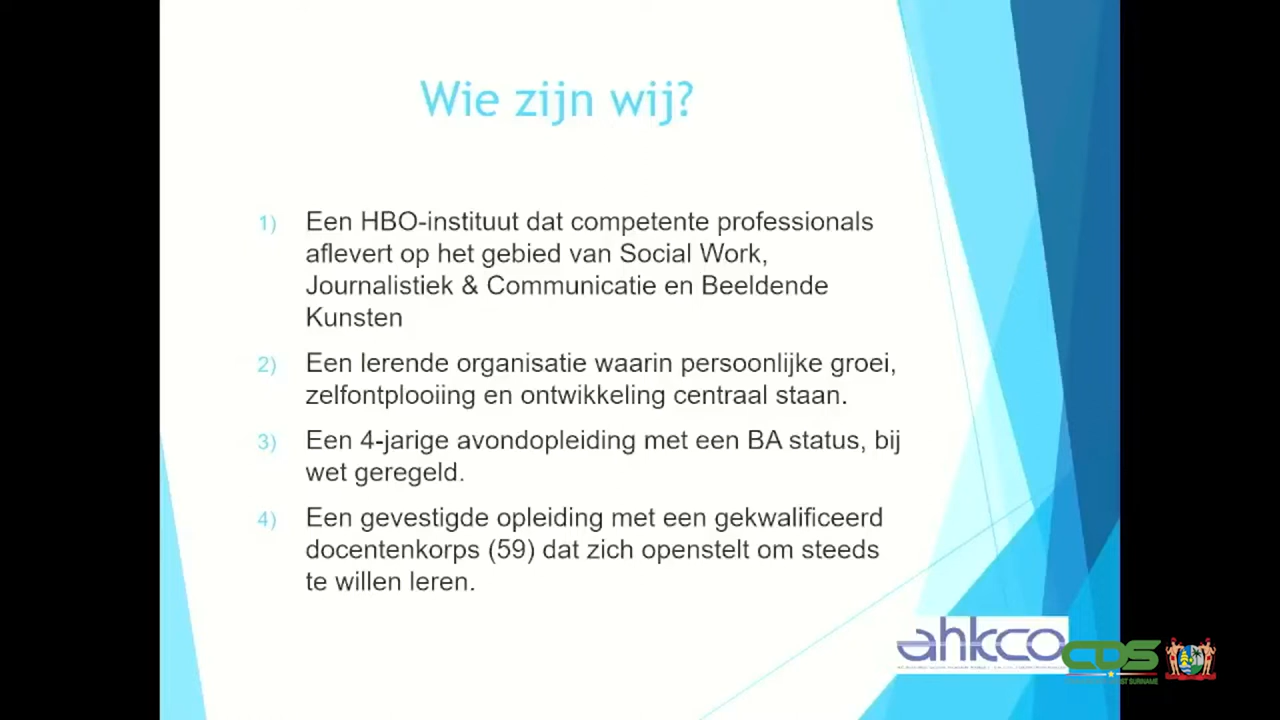 Wie zijn wij?
1) Een HBO-instituut dat competente professionals
aflevert op het gebied van Social Work,
Journalistiek & Communicatie en Beeldende
Kunsten
2) Een lerende organisatie waarin persoonlijke groei,
zelfontplooiing en ontwikkeling centraal staan.
3) Een 4-jarige avondopleiding met een BA status, bij
wet geregeld.
4) Een gevestigde opleiding met een gekwalificeerd
docentenkorps (59) dat zich openstelt om steeds
te willen leren.
ahkco
CDS
SURINAME